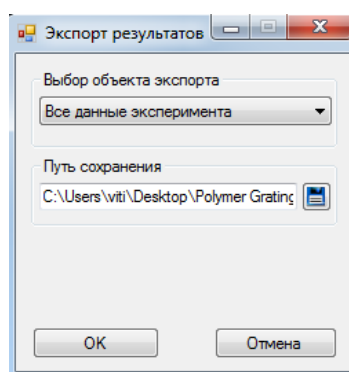 Экспорт результатов
Выбор объекта экспорта
Все данные эксперимента
Путь сохранения
C:\Users\viti\Desktop\Polymer Grating
OK
Отмена